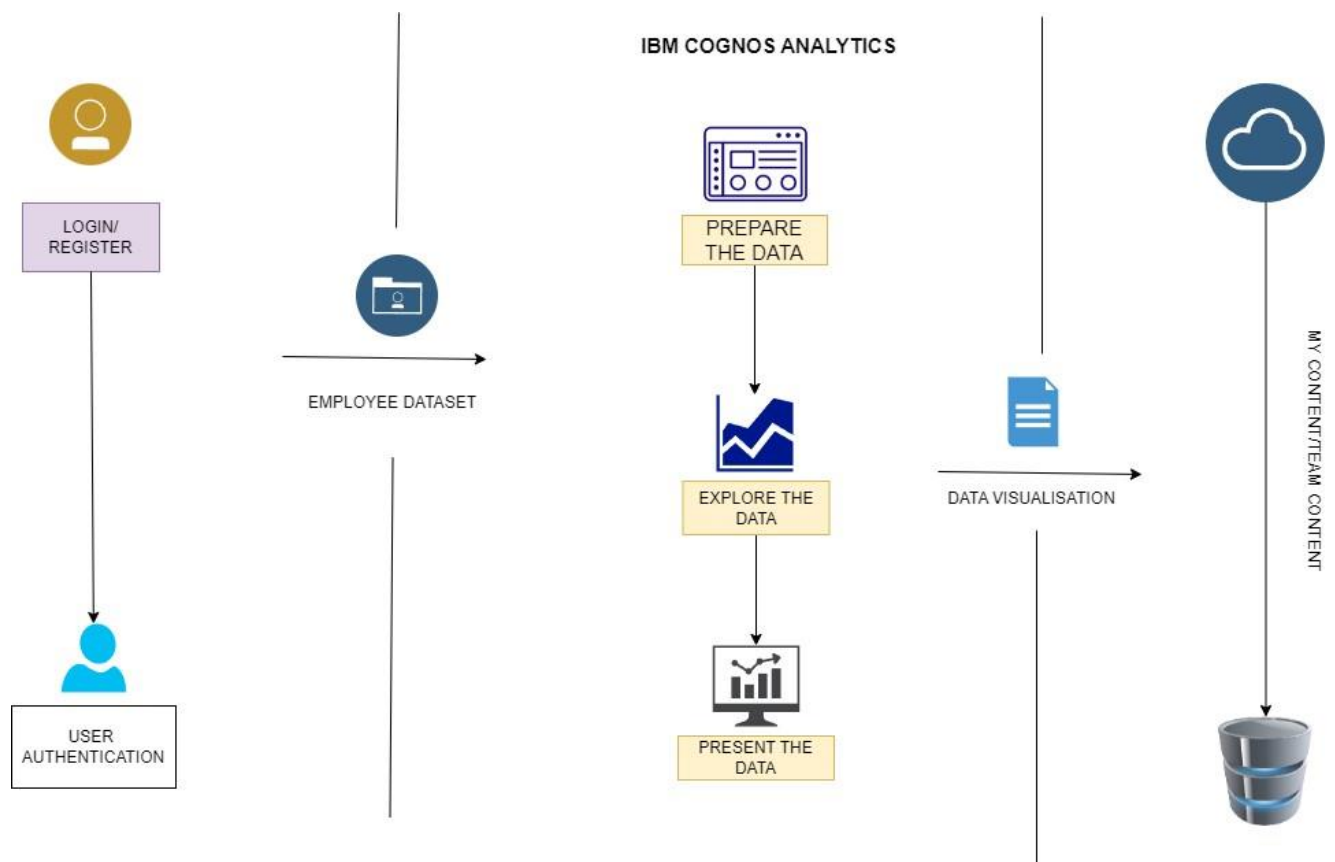 IBM COGNOS ANALYTICS
LOGIN/
REGISTER
USER
AUTHENTICATION
EMPLOYEE DATASET
PREPARE
THE DATA
EXPLORE THE
DATA
PRESENT THE
DATA
DATA VISUALISATION
MY CONTENT/TEAM CONTENT